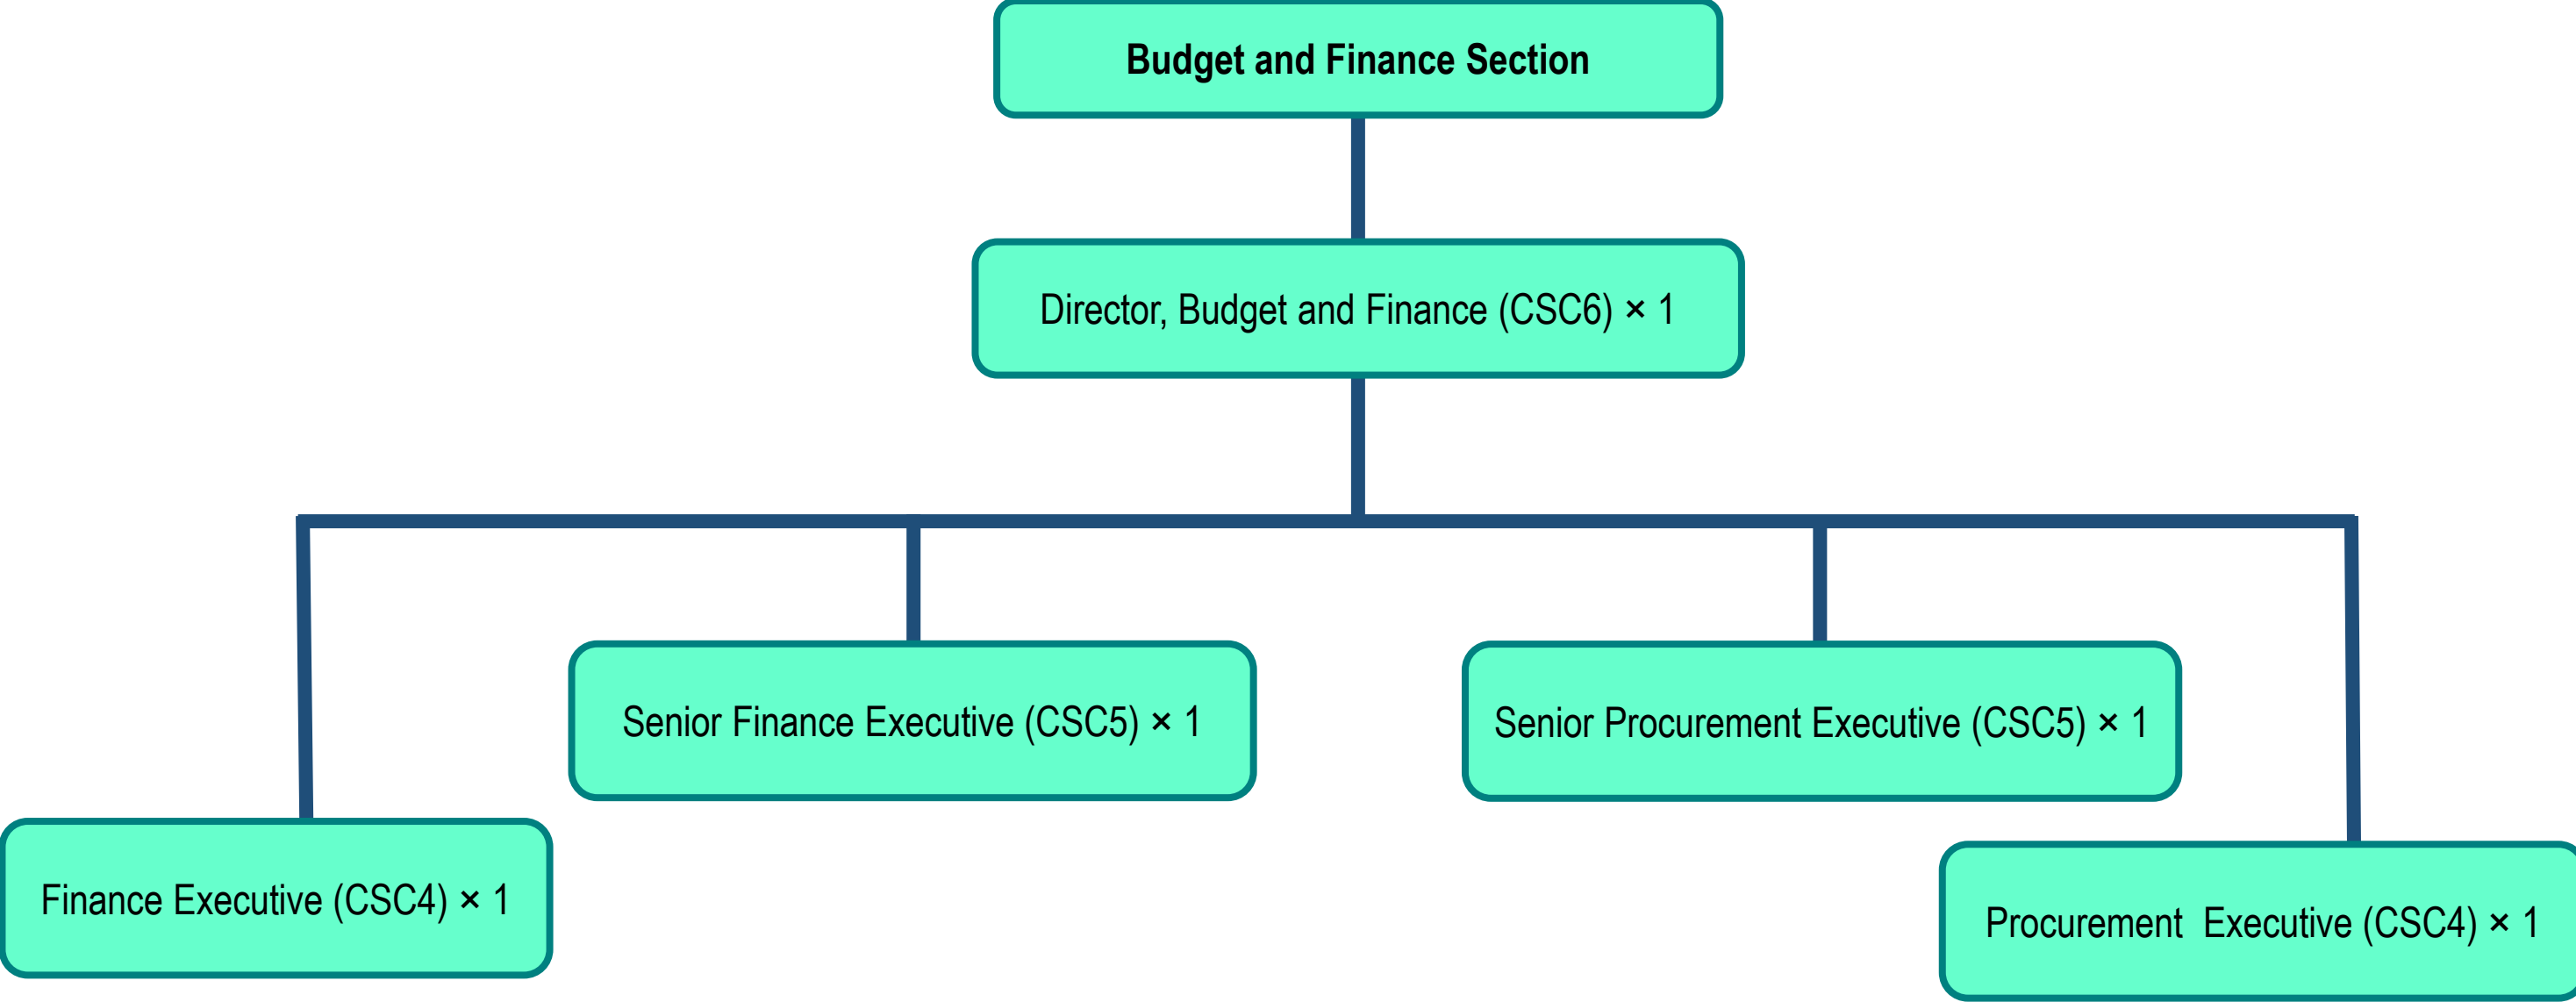 Budget and Finance Section
Director, Budget and Finance (CSC6) × 1
Senior Finance Executive (CSC5) × 1
Senior Procurement Executive (CSC5) × 1
Finance Executive (CSC4) × 1
Procurement  Executive (CSC4) × 1